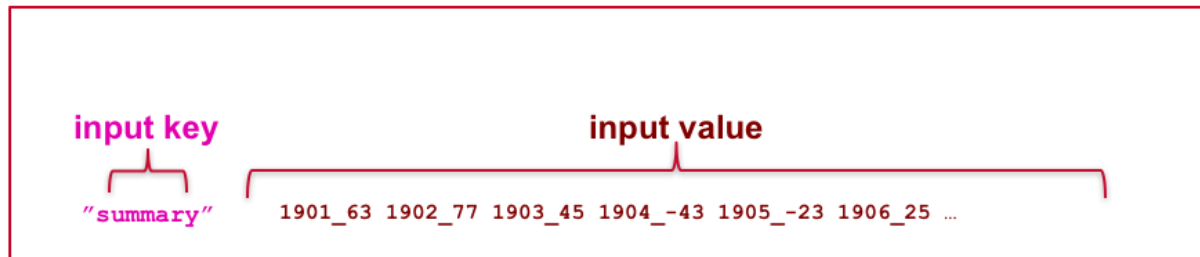 input key input value
"summary" 1901_63 1902_77 1903_45 1904_-43 1905_-23 1906_25 …